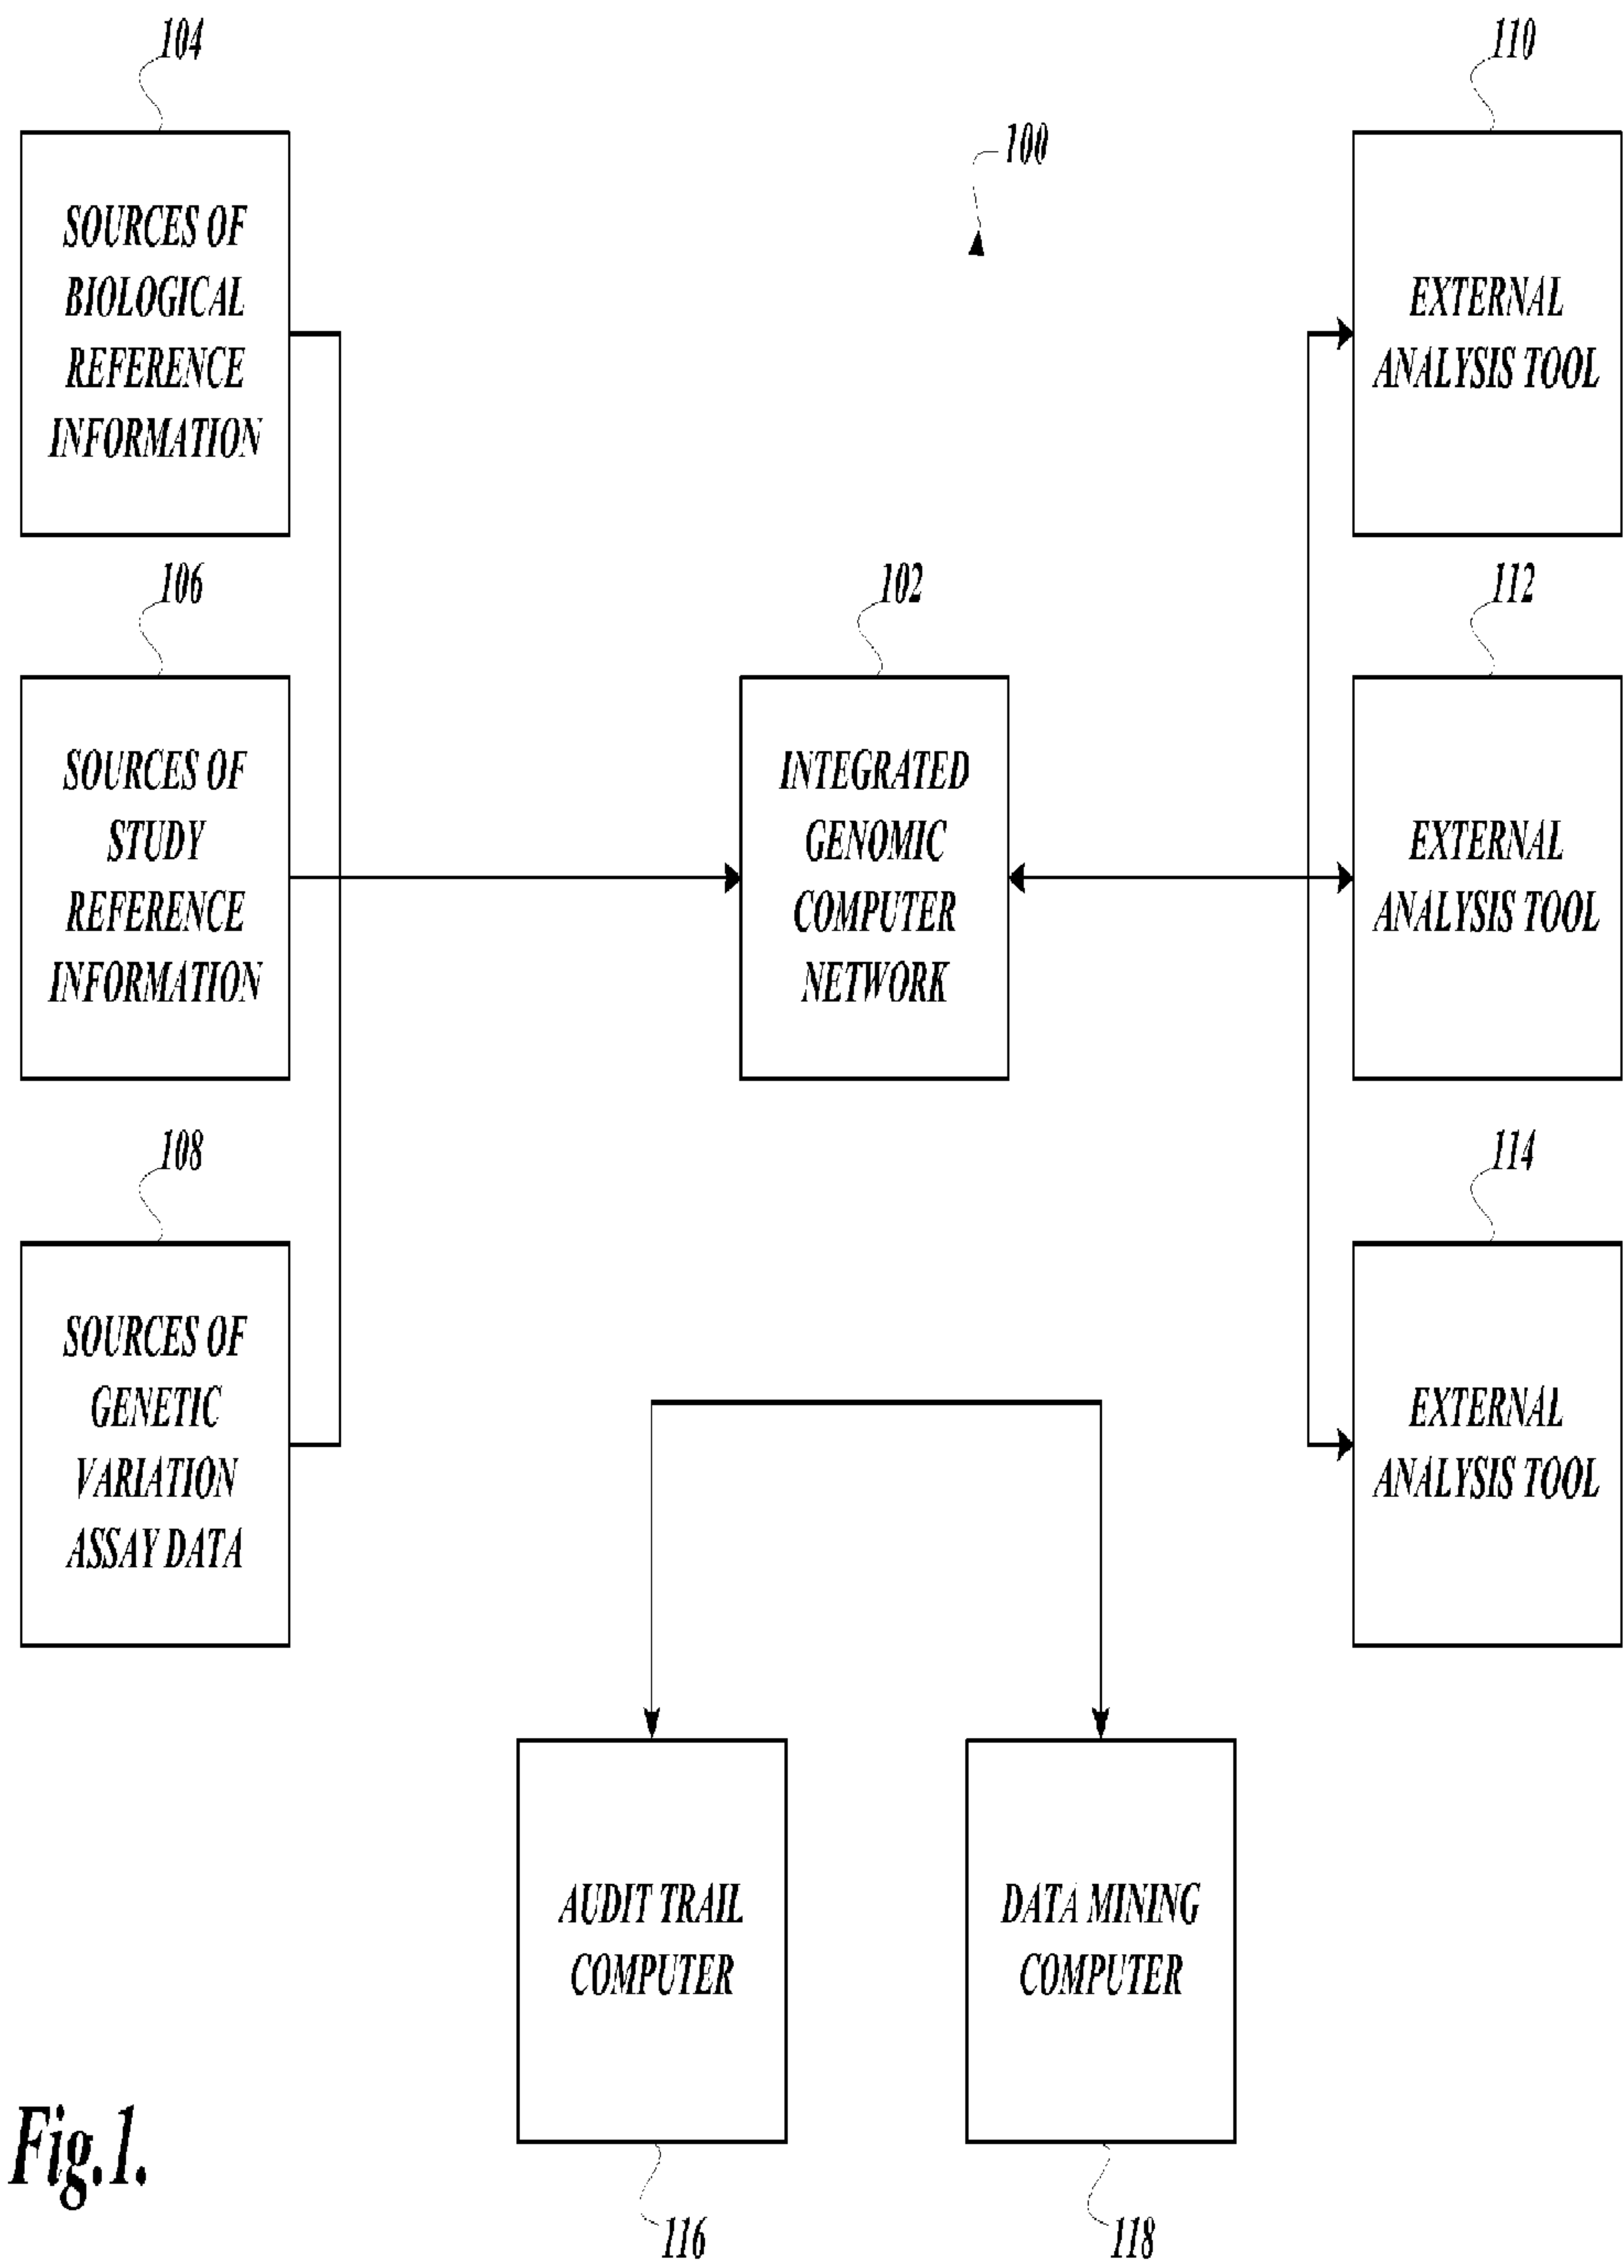 104
110
100
SOURCES OF
BIOLOGICAL
REFERENCE
INFORMATION
EXTERNAL
ANALYSIS TOOL
106
102
112
SOURCES OF
STUDY
REFERENCE
INFORMATION
INTEGRATED
GENOMIC
COMPUTER
NETWORK
EXTERNAL
ANALYSIS TOOL
108
114
SOURCES OF
GENETIC
VARIATION
ASSAY DATA
EXTERNAL
ANALYSIS TOOL
AUDIT TRAIL
COMPUTER
DATA MINING
COMPUTER
116
118
Fig.1.